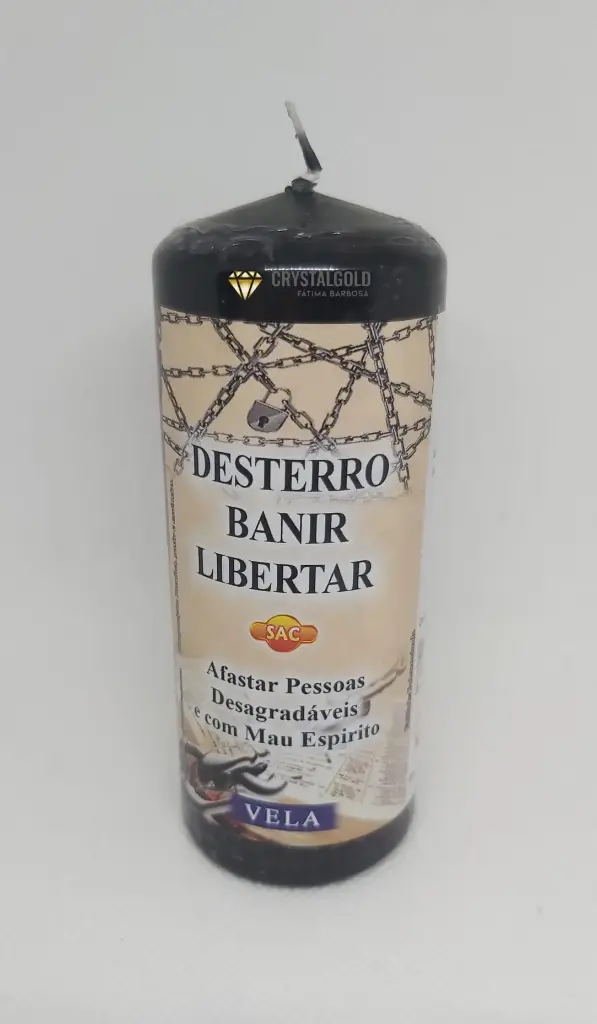 CRYSTALGOLD
FATIMA BARBOSA
DESTERRO
BANIR
LIBERTAR
SAC
Afastar Pessoas
Desagradáveis
e com Mau Espirito
VELA